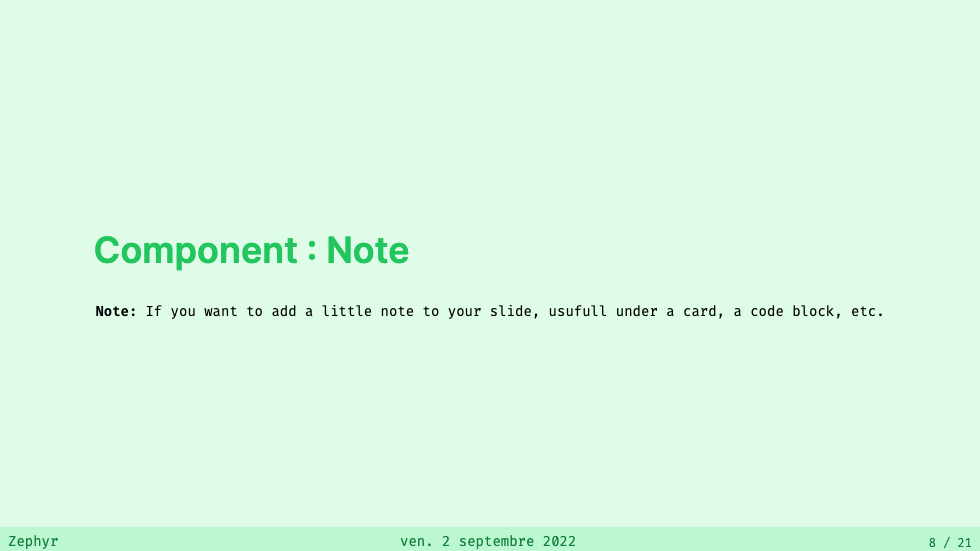 Component : Note
Note: If you want to add a little note to your slide, usufull under a card, a code block, etc.
Zephyr
ven. 2 septembre 2022
8 / 21